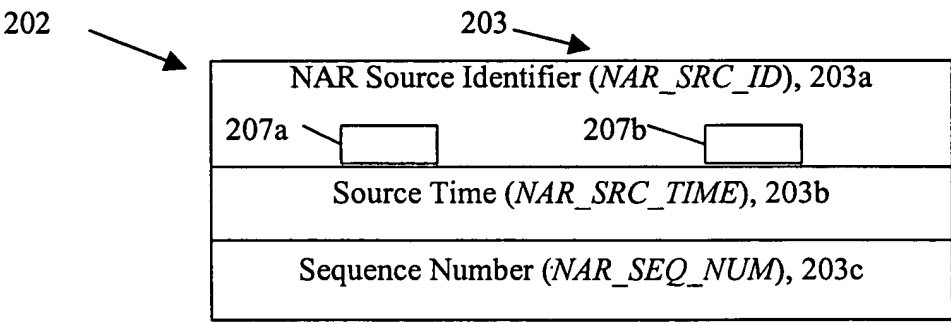 202
203
NAR Source Identifier (NAR_SRC_ID), 203a
207a 207b
Source Time (NAR_SRC_TIME), 203b
Sequence Number (NAR_SEQ_NUM), 203c